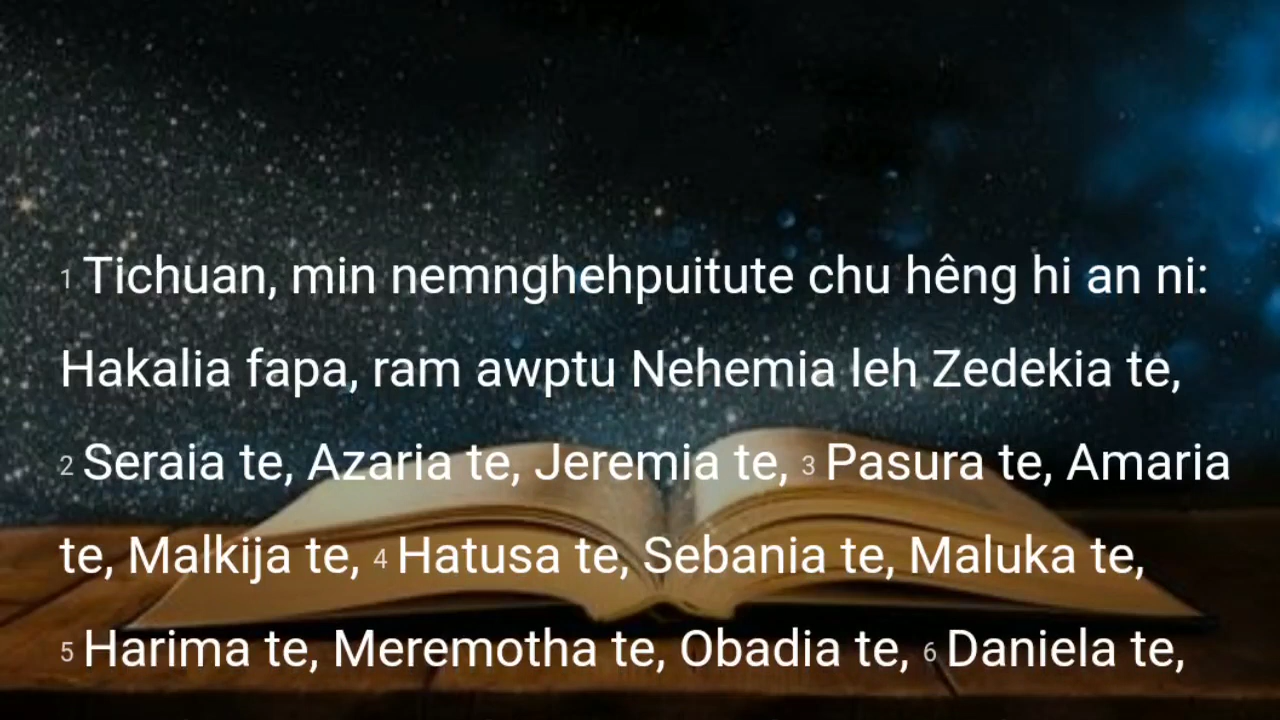 1 Tichuan, min nemnghehpuitute chu hêng hi an ni:
Hakalia fapa, ram awptu Nehemia leh Zedekia te,
2 Seraia te, Azaria te, Jeremia te, 3 Pasura te, Amaria
te, Malkija te, 4 Hatusa te, Sebania te, Maluka te,
5 Harima te, Meremotha te, Obadia te, 6 Daniela te,